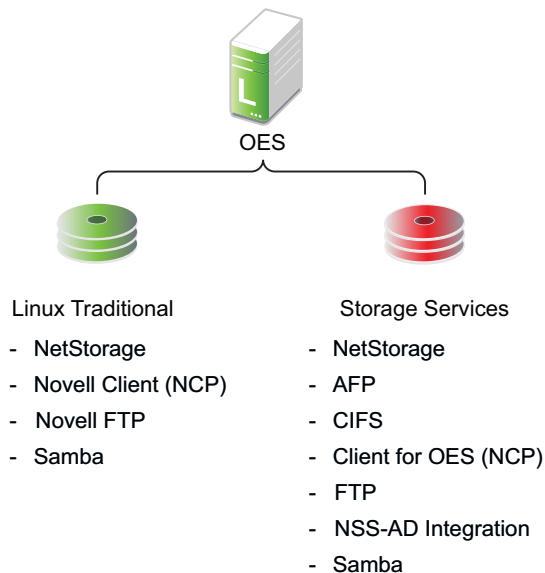 L
OES
Linux Traditional
- NetStorage
- Novell Client (NCP)
- Novell FTP
- Samba
Storage Services
- NetStorage
- AFP
- CIFS
- Client for OES (NCP)
- FTP
- NSS-AD Integration
- Samba